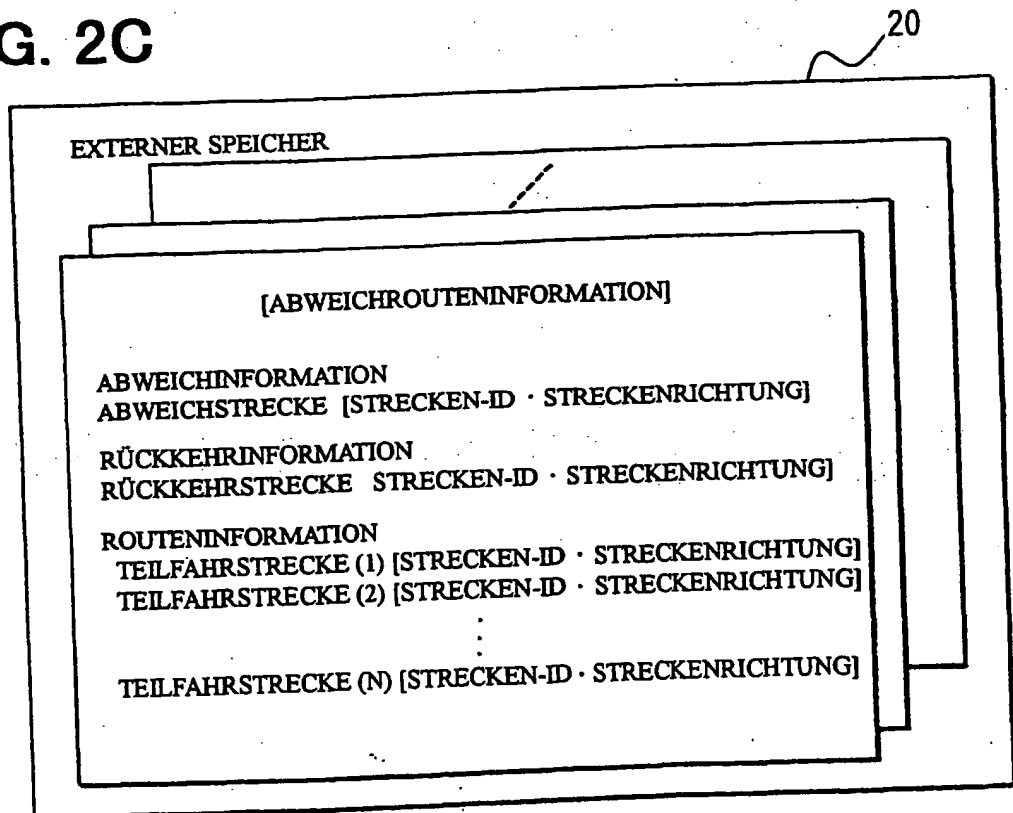 G. 2C
20
EXTERNER SPEICHER
[ABWEICHROUTENINFORMATION]
ABWEICHINFORMATION
ABWEICHSTRECKE [STRECKEN-ID · STRECKENRICHTUNG]
RÜCKKEHRINFORMATION
RÜCKKEHRSTRECKE STRECKEN-ID · STRECKENRICHTUNG]
ROUTENINFORMATION
TEILFAHRSTRECKE (1) [STRECKEN-ID · STRECKENRICHTUNG]
TEILFAHRSTRECKE (2) [STRECKEN-ID · STRECKENRICHTUNG]
TEILFAHRSTRECKE (N) [STRECKEN-ID · STRECKENRICHTUNG]